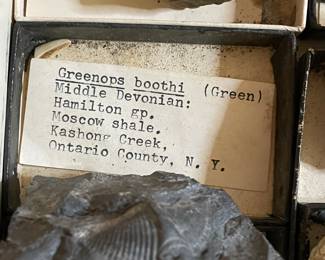 Greenops boothi (Green)
Middle Devonian:
Hamilton gp.
Moscow shale.
Kashong Creek,
Ontario County, N. Y.